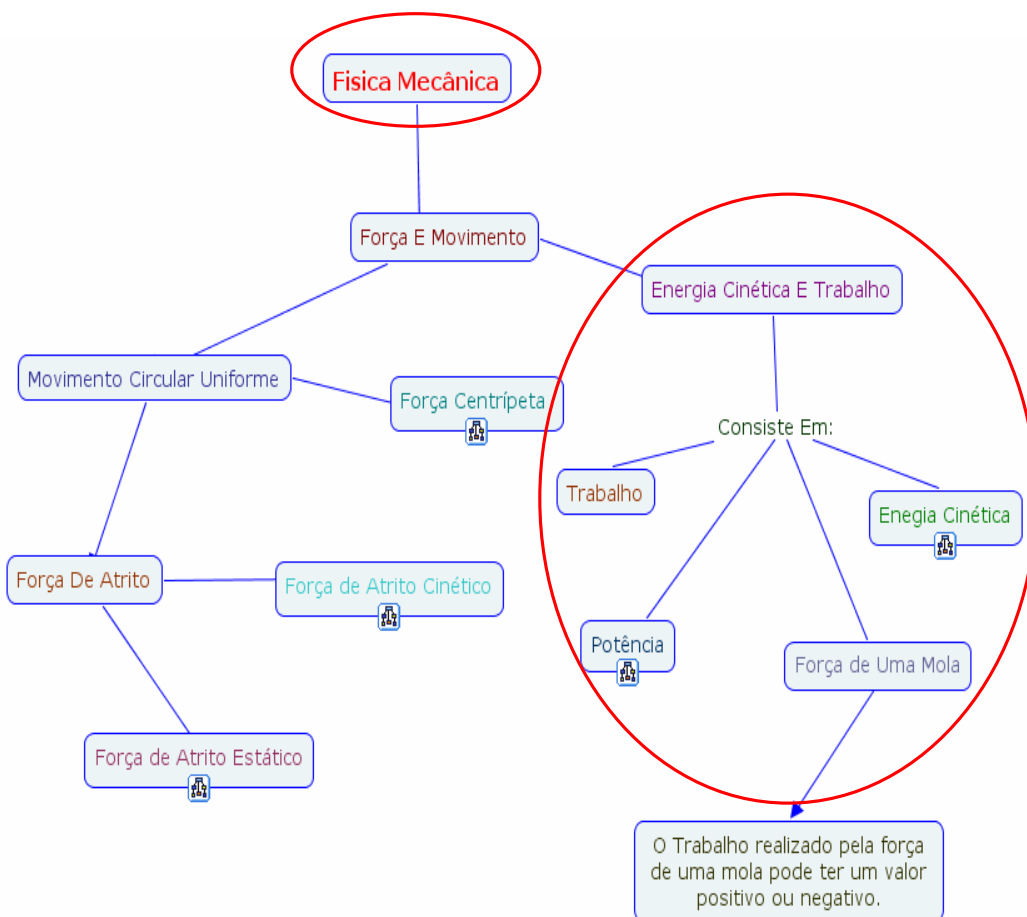 Fisica Mecânica
Força E Movimento
Energia Cinética E Trabalho
Movimento Circular Uniforme
Força Centrípeta
Consiste Em:
Trabalho
Enegia Cinética
Força De Atrito
Força de Atrito Cinético
Potência
Força de Uma Mola
Força de Atrito Estático
O Trabalho realizado pela força
de uma mola pode ter um valor
positivo ou negativo.